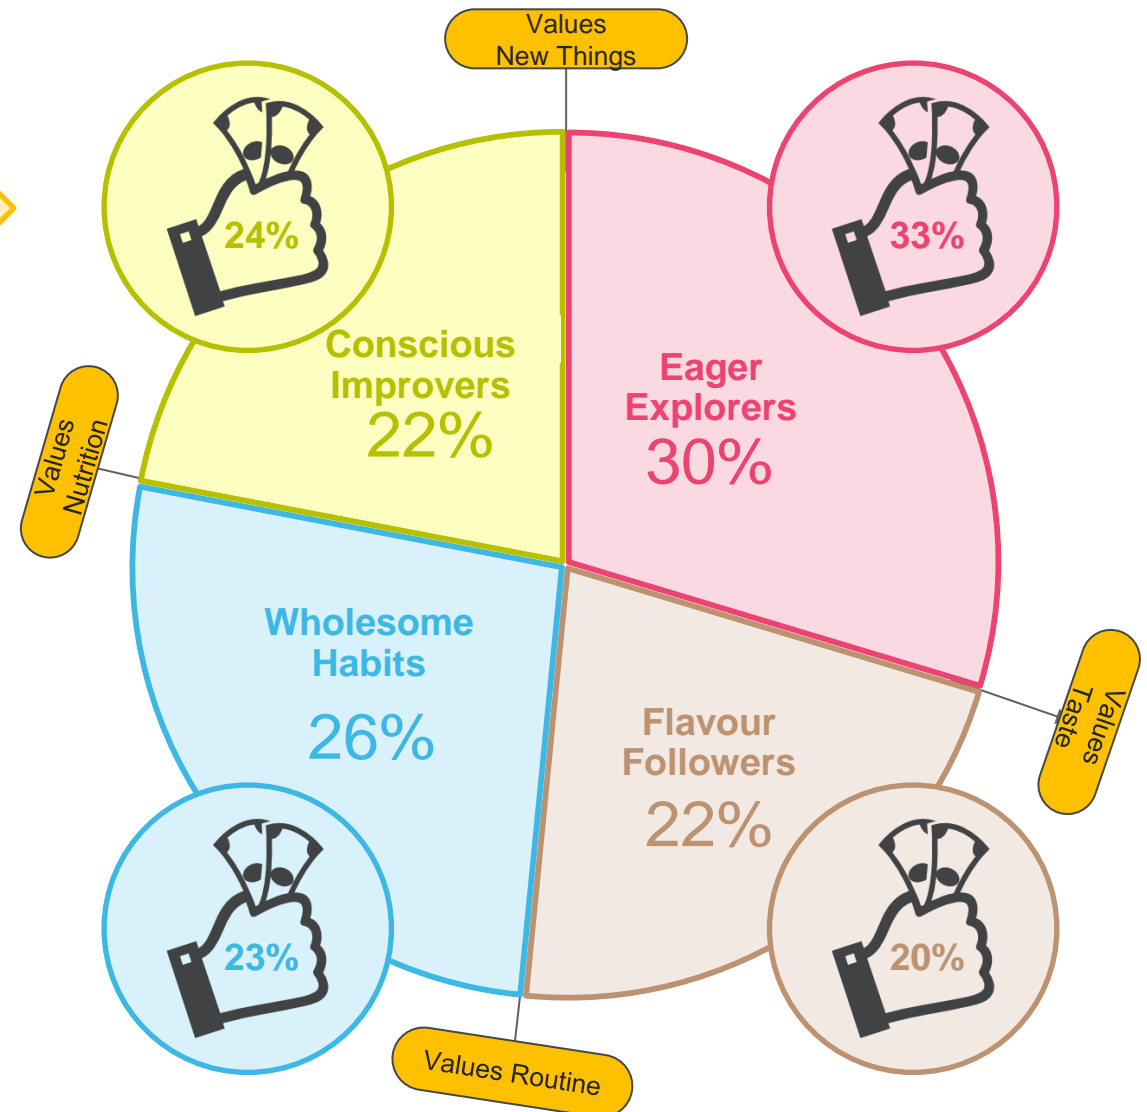 Values
New Things
24%
33%
Conscious
Improvers
22%
Eager
Explorers
30%
Values
Nutrition
Wholesome
Habits
26%
Flavour
Followers
22%
Values
Taste
23%
20%
Values Routine